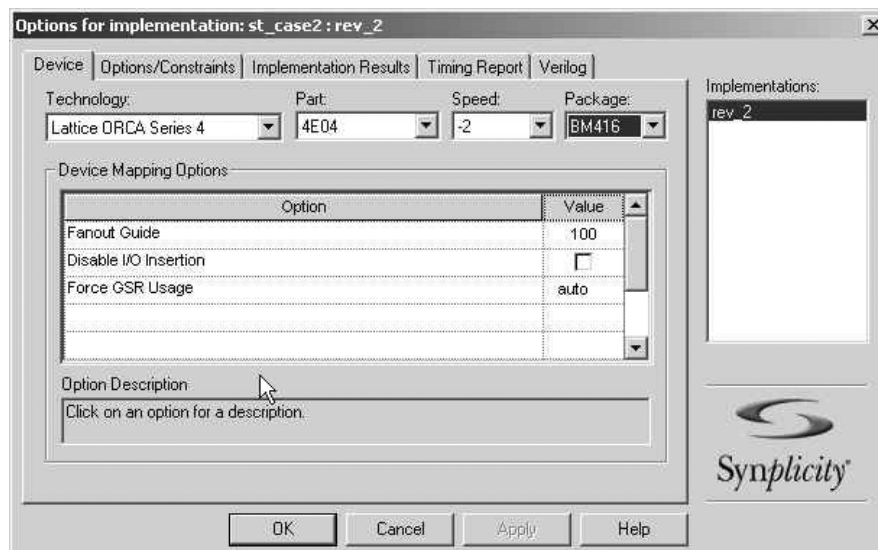 Options for implementation: st_case2 : rev_2
Device Options/Constraints Implementation Results Timing Report Verilog
Technology: Part: Speed: Package:
Lattice ORCA Series 4 4E04 -2 BM416
Implementations:
rev_2
Device Mapping Options
Option Value
Fanout Guide 100
Disable I/O Insertion
Force GSR Usage auto
Option Description
Click on an option for a description.
Synplicity®
OK Cancel Apply Help